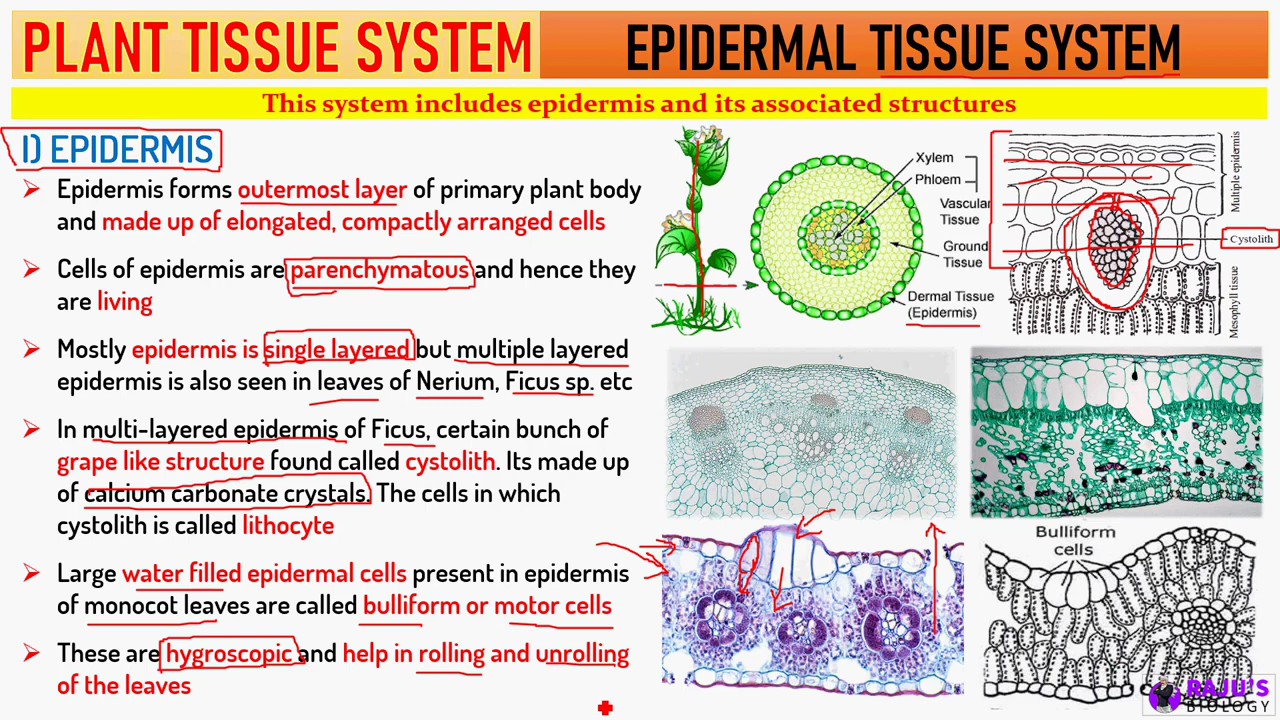 PLANT TISSUE SYSTEM
EPIDERMAL TISSUE SYSTEM
This system includes epidermis and its associated structures
I) EPIDERMIS
Epidermis forms outermost layer of primary plant body
and made up of elongated, compactly arranged cells
Cells of epidermis are parenchymatous and hence they
are living
Mostly epidermis is single layered but multiple layered
epidermis is also seen in leaves of Nerium, Ficus sp. etc
In multi-layered epidermis of Ficus, certain bunch of
grape like structure found called cystolith. Its made up
of calcium carbonate crystals. The cells in which
cystolith is called lithocyte
Large water filled epidermal cells present in epidermis
of monocot leaves are called bulliform or motor cells
These are hygroscopic and help in rolling and unrolling
of the leaves
Xylem
Phloem
Vascular
Tissue
Ground
Tissue
Dermal Tissue
(Epidermis)
Multiple epidermis
Cystolith
Mesophyll tissue
Bulliform
cells
RAJU'S
BIOLOGY